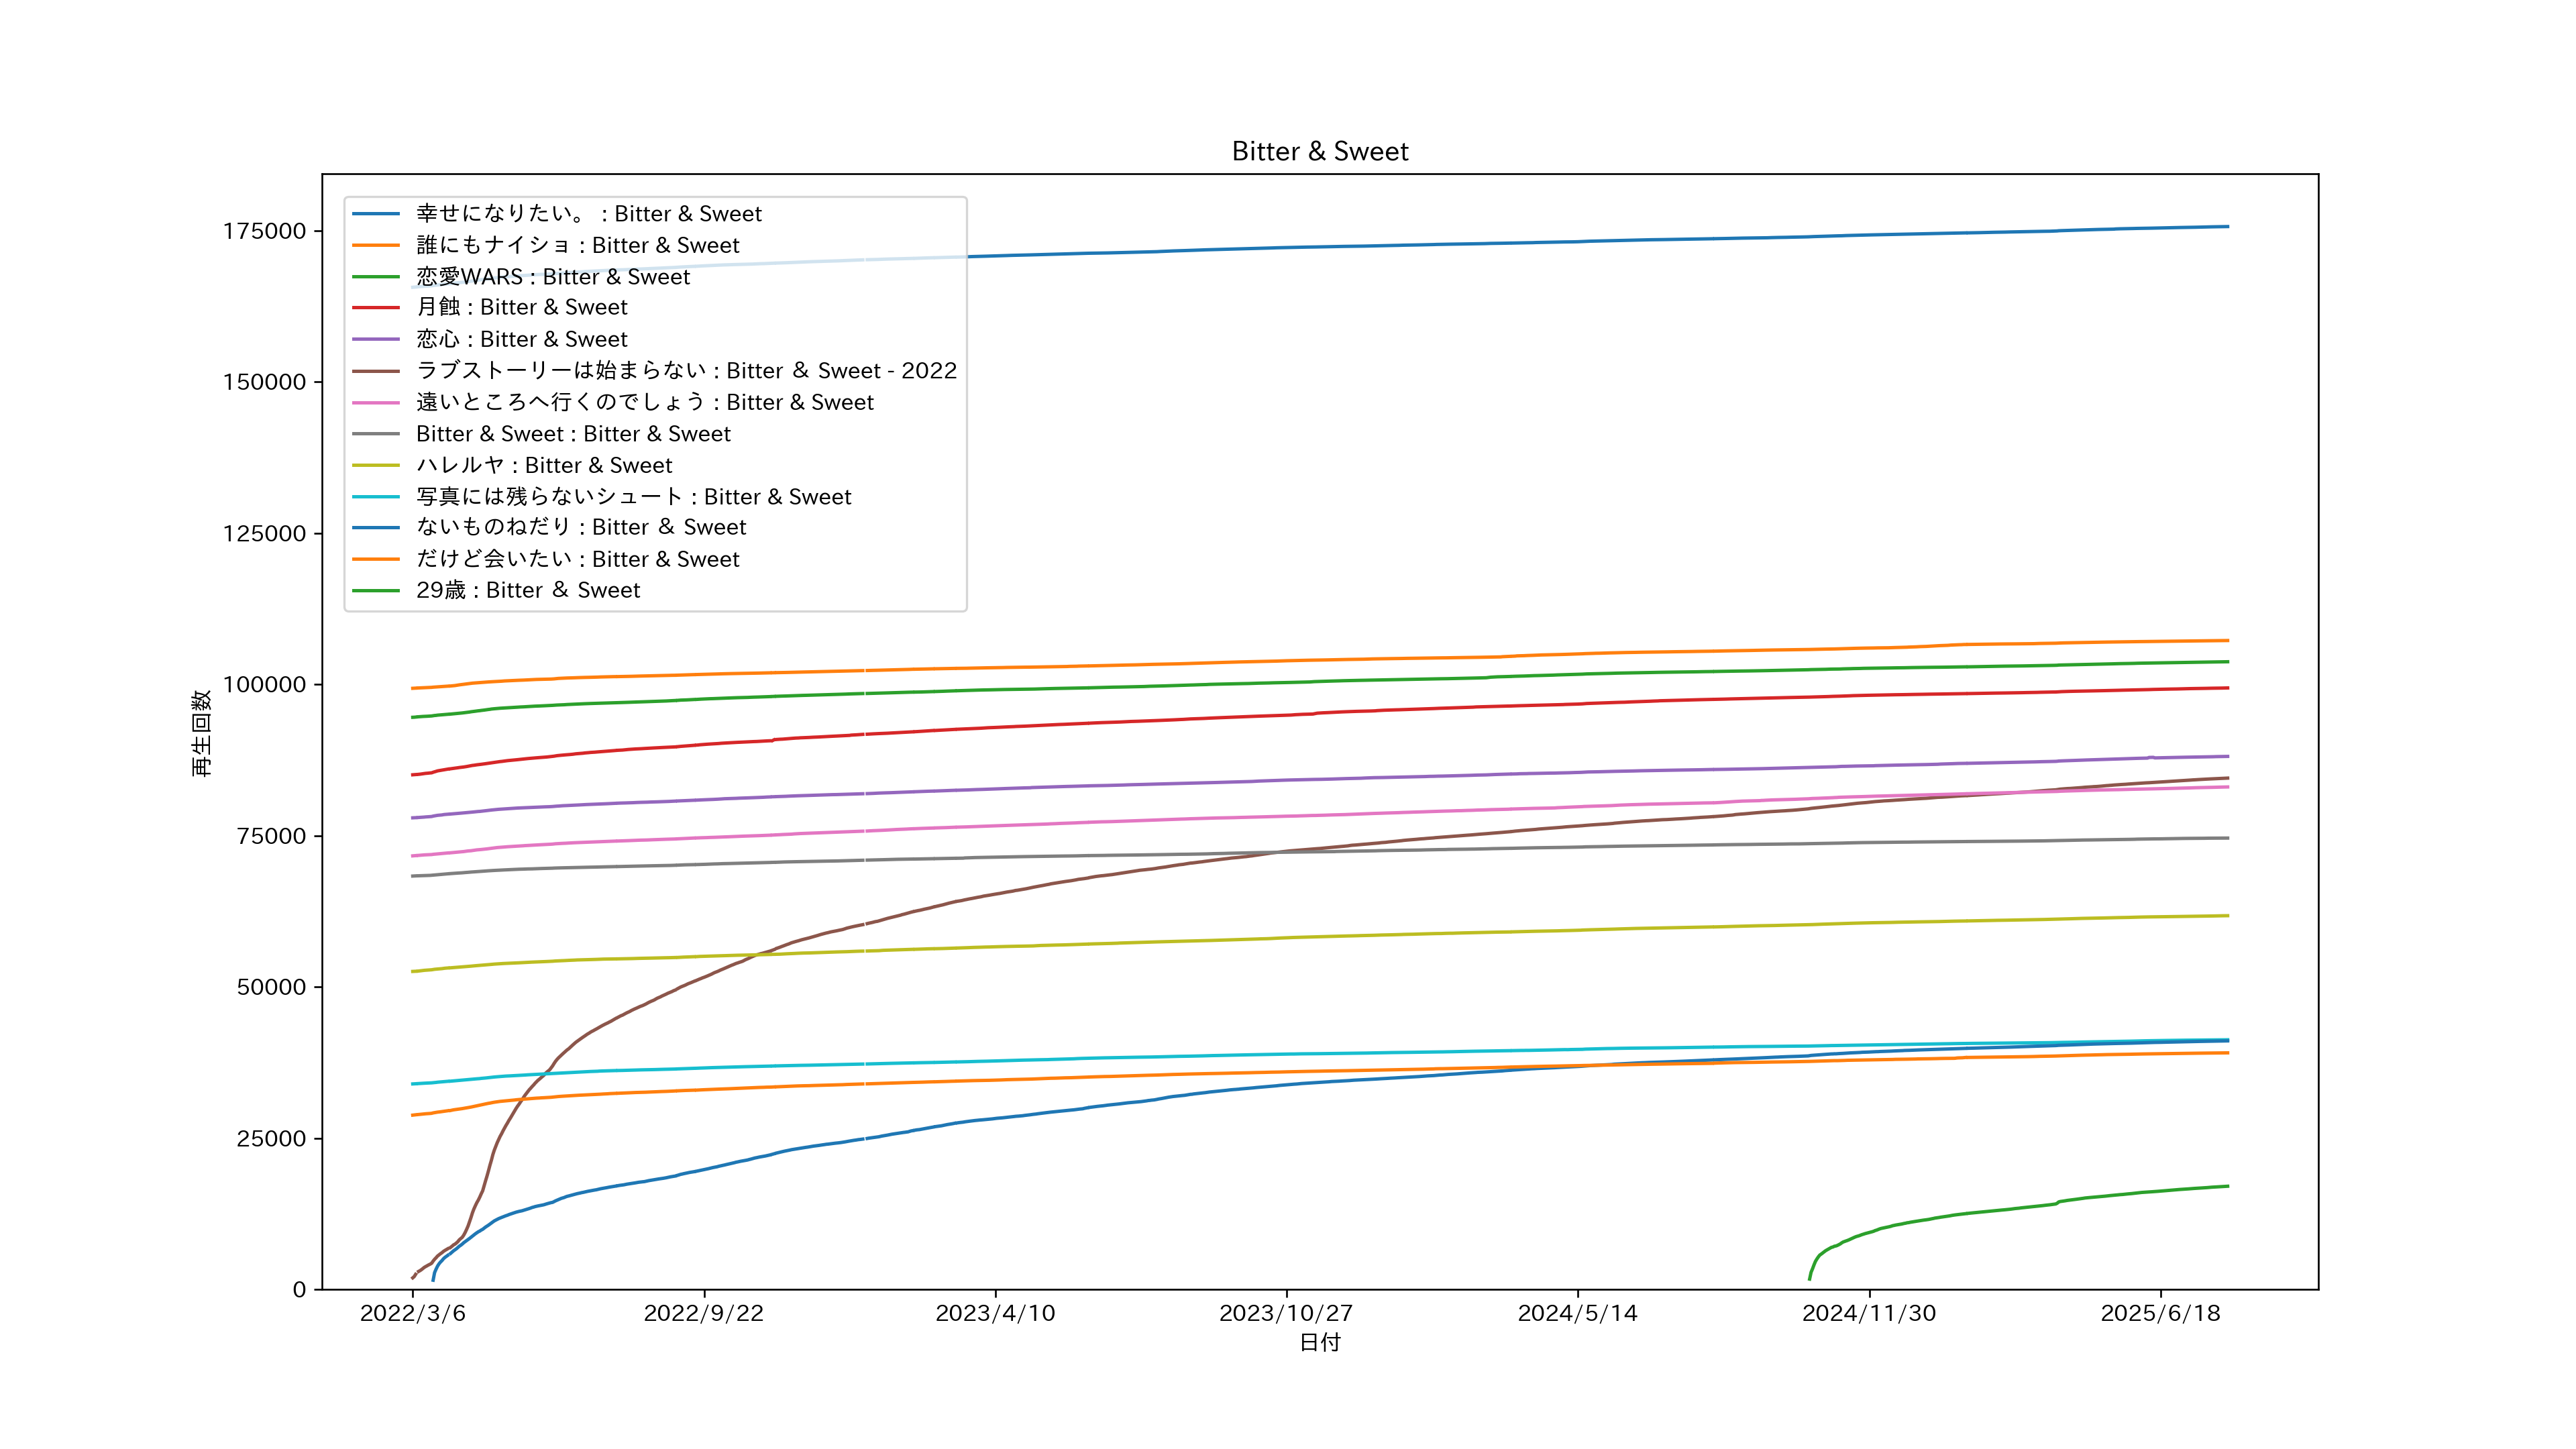 Bitter & Sweet
175000
150000
125000
100000
75000
50000
25000
0
再生回数
幸せになりたい。 : Bitter & Sweet
誰にもナイショ : Bitter & Sweet
恋愛WARS : Bitter & Sweet
月蝕 : Bitter & Sweet
恋心 : Bitter & Sweet
ラブストーリーは始まらない : Bitter ＆ Sweet - 2022
遠いところへ行くのでしょう : Bitter & Sweet
Bitter & Sweet : Bitter & Sweet
ハレルヤ : Bitter & Sweet
写真には残らないシュート : Bitter & Sweet
ないものねだり : Bitter ＆ Sweet
だけど会いたい : Bitter & Sweet
29歳 : Bitter ＆ Sweet
2022/3/6 2022/9/22 2023/4/10 2023/10/27 2024/5/14 2024/11/30 2025/6/18
日付